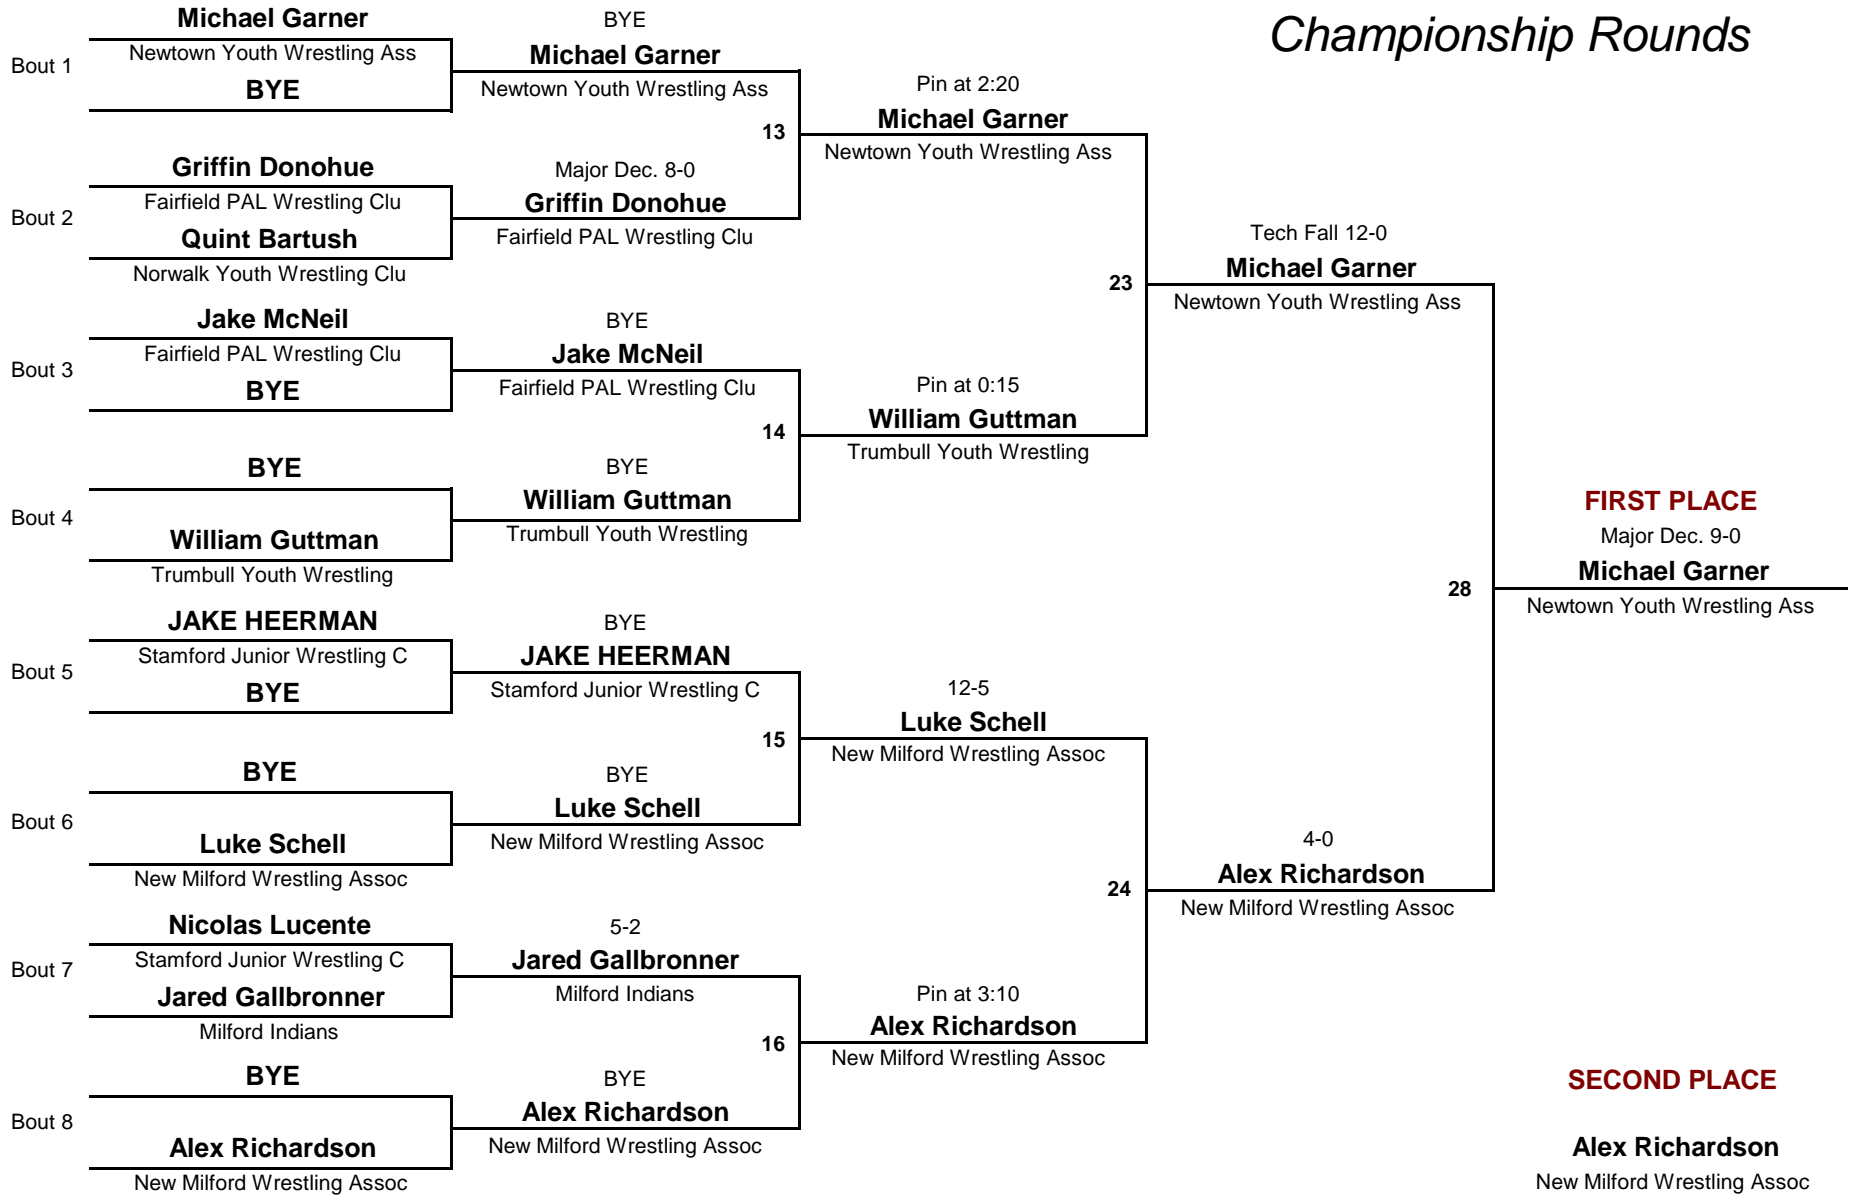 Championship Rounds
Bout 1
Michael Garner
Newtown Youth Wrestling Ass
BYE
Bout 2
Griffin Donohue
Fairfield PAL Wrestling Clu
Quint Bartush
Norwalk Youth Wrestling Clu
Bout 3
Jake McNeil
Fairfield PAL Wrestling Clu
BYE
Bout 4
BYE
William Guttman
Trumbull Youth Wrestling
Bout 5
JAKE HEERMAN
Stamford Junior Wrestling C
BYE
Bout 6
BYE
Luke Schell
New Milford Wrestling Assoc
Bout 7
Nicolas Lucente
Stamford Junior Wrestling C
Jared Gallbronner
Milford Indians
Bout 8
BYE
Alex Richardson
New Milford Wrestling Assoc
BYE
Michael Garner
Newtown Youth Wrestling Ass
13
Major Dec. 8-0
Griffin Donohue
Fairfield PAL Wrestling Clu
BYE
Jake McNeil
Fairfield PAL Wrestling Clu
14
BYE
William Guttman
Trumbull Youth Wrestling
BYE
JAKE HEERMAN
Stamford Junior Wrestling C
15
BYE
Luke Schell
New Milford Wrestling Assoc
5-2
Jared Gallbronner
Milford Indians
16
BYE
Alex Richardson
New Milford Wrestling Assoc
Pin at 2:20
Michael Garner
Newtown Youth Wrestling Ass
23
Pin at 0:15
William Guttman
Trumbull Youth Wrestling
12-5
Luke Schell
New Milford Wrestling Assoc
24
Pin at 3:10
Alex Richardson
New Milford Wrestling Assoc
Tech Fall 12-0
Michael Garner
Newtown Youth Wrestling Ass
28
4-0
Alex Richardson
New Milford Wrestling Assoc
FIRST PLACE
Major Dec. 9-0
Michael Garner
Newtown Youth Wrestling Ass
SECOND PLACE
Alex Richardson
New Milford Wrestling Assoc